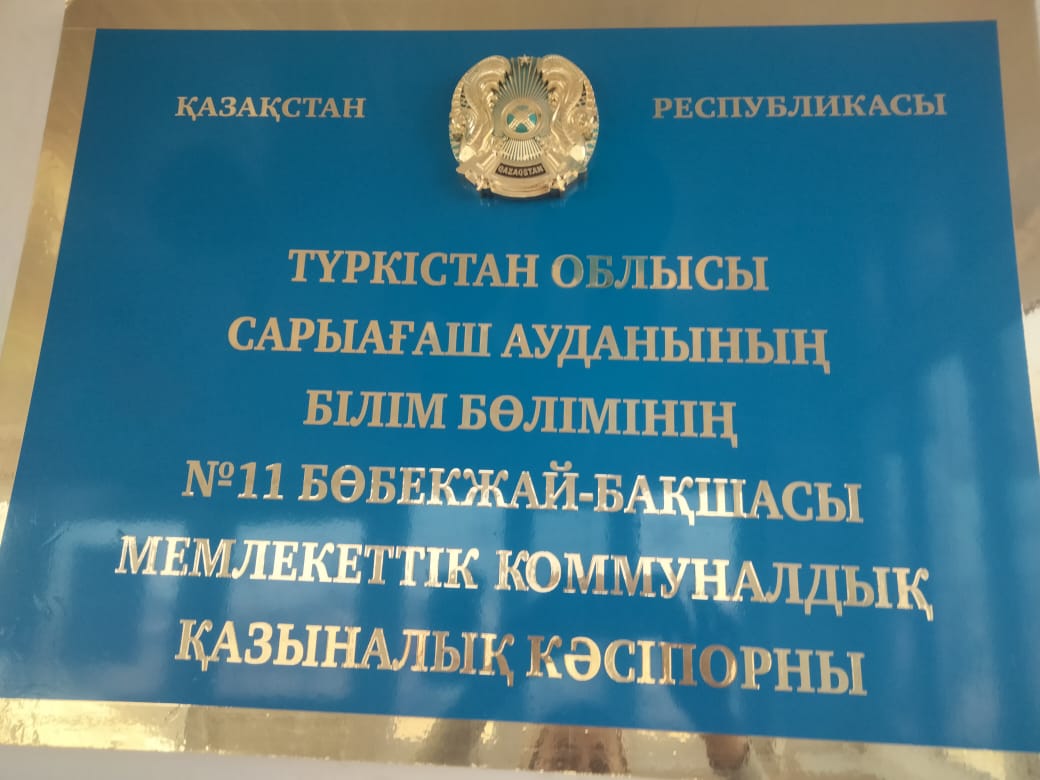 ҚАЗАҚСТАН РЕСПУБЛИКАСЫ
QAZAQSTAN
ТҮРКІСТАН ОБЛЫСЫ
САРЫАҒАШ АУДАНЫНЫҢ
БІЛІМ БӨЛІМІНІҢ
№11 БӨБЕКЖАЙ-БАҚШАСЫ
МЕМЛЕКЕТТІК КОММУНАЛДЫҚ
ҚАЗЫНАЛЫҚ КӘСІПОРНЫ